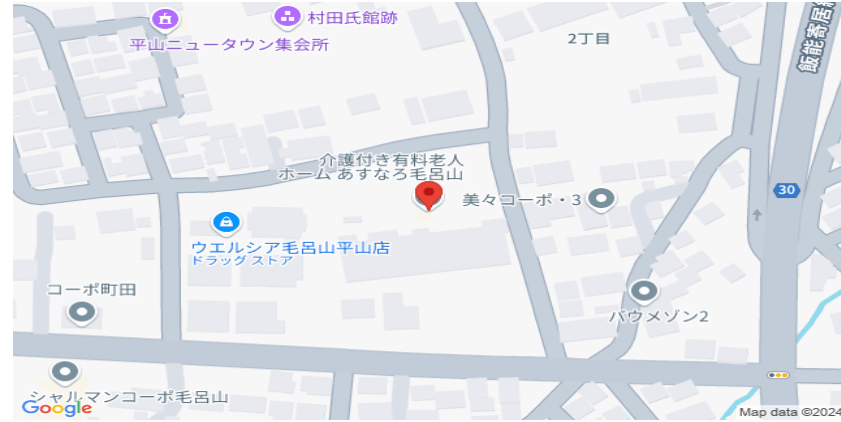 村田氏館跡
平山ニュータウン集会所
2丁目
飯能寄居線
介護付き有料老人
ホーム あすなろ毛呂山
美々コーポ・3
30
ウエルシア毛呂山平山店
ドラッグストア
コーポ町田
パウメゾン2
シャルマンコーポ毛呂山
Google
Map data ©2024